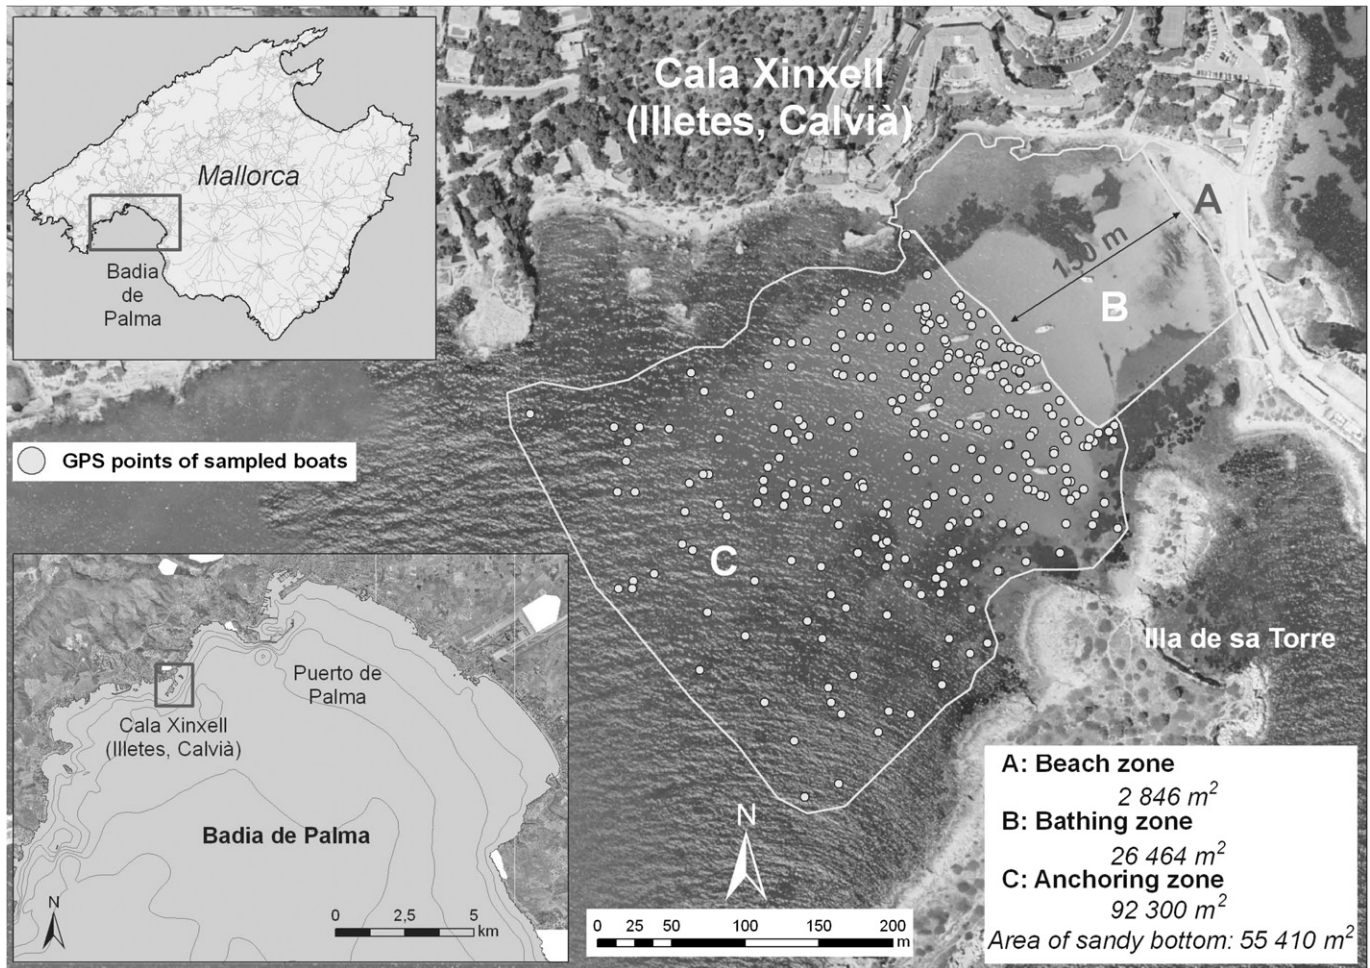 Mallorca
Badia
de
Palma
Cala Xinxell
(Illetes, Calvià)
A
150 m
B
C
GPS points of sampled boats
Illa de sa Torre
Puerto de
Palma
Cala Xinxell
(Illetes, Calvià)
Badia de Palma
N
0 2,5 5
km
N
0 25 50 100 150 200
m
A: Beach zone
2 846 m²
B: Bathing zone
26 464 m²
C: Anchoring zone
92 300 m²
Area of sandy bottom: 55 410 m²